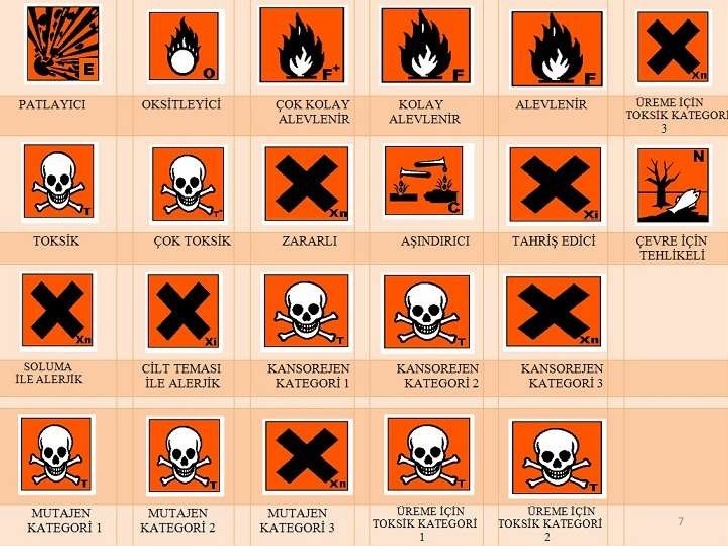 E O F+ F F Xn
PATLAYICI OKSİTLEYİCİ ÇOK KOLAY KOLAY ALEVLENİR ÜREME İÇİN
ALEVLENİR ALEVLENİR TOKSİK KATEGORİ
3
T T+ Xn C Xi N
TOKSİK ÇOK TOKSİK ZARARLI AŞINDIRICI TAHRİŞ EDİCİ ÇEVRE İÇİN
TEHLİKELİ
Xn Xi T T Xn
SOLUMA CİLT TEMASI KANSOREJEN KANSOREJEN KANSOREJEN
İLE ALERJİK İLE ALERJİK KATEGORİ 1 KATEGORİ 2 KATEGORİ 3
T T Xn T T
MUTAJEN MUTAJEN MUTAJEN ÜREME İÇİN ÜREME İÇİN
KATEGORİ 1 KATEGORİ 2 KATEGORİ 3 TOKSİK KATEGORİ TOKSİK KATEGORİ 7
1 2